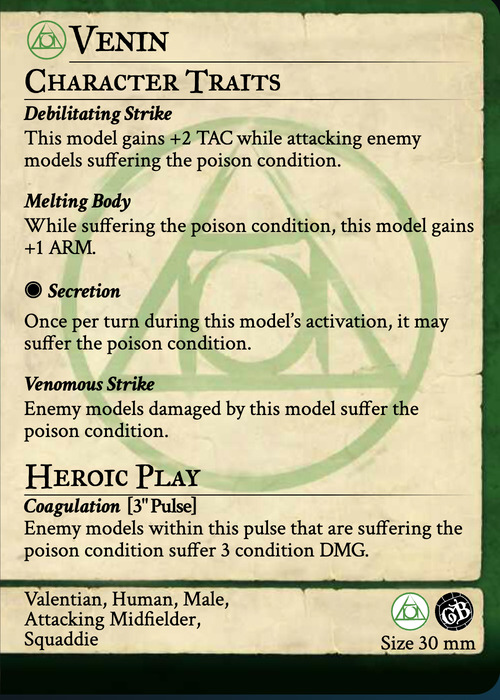 Venin
Character Traits
Debilitating Strike
This model gains +2 TAC while attacking enemy
models suffering the poison condition.
Melting Body
While suffering the poison condition, this model gains
+1 ARM.
Secretion
Once per turn during this model's activation, it may
suffer the poison condition.
Venomous Strike
Enemy models damaged by this model suffer the
poison condition.
Heroic Play
Coagulation [3" Pulse]
Enemy models within this pulse that are suffering the
poison condition suffer 3 condition DMG.
Valentian, Human, Male,
Attacking Midfielder,
Squaddie
GB
Size 30 mm